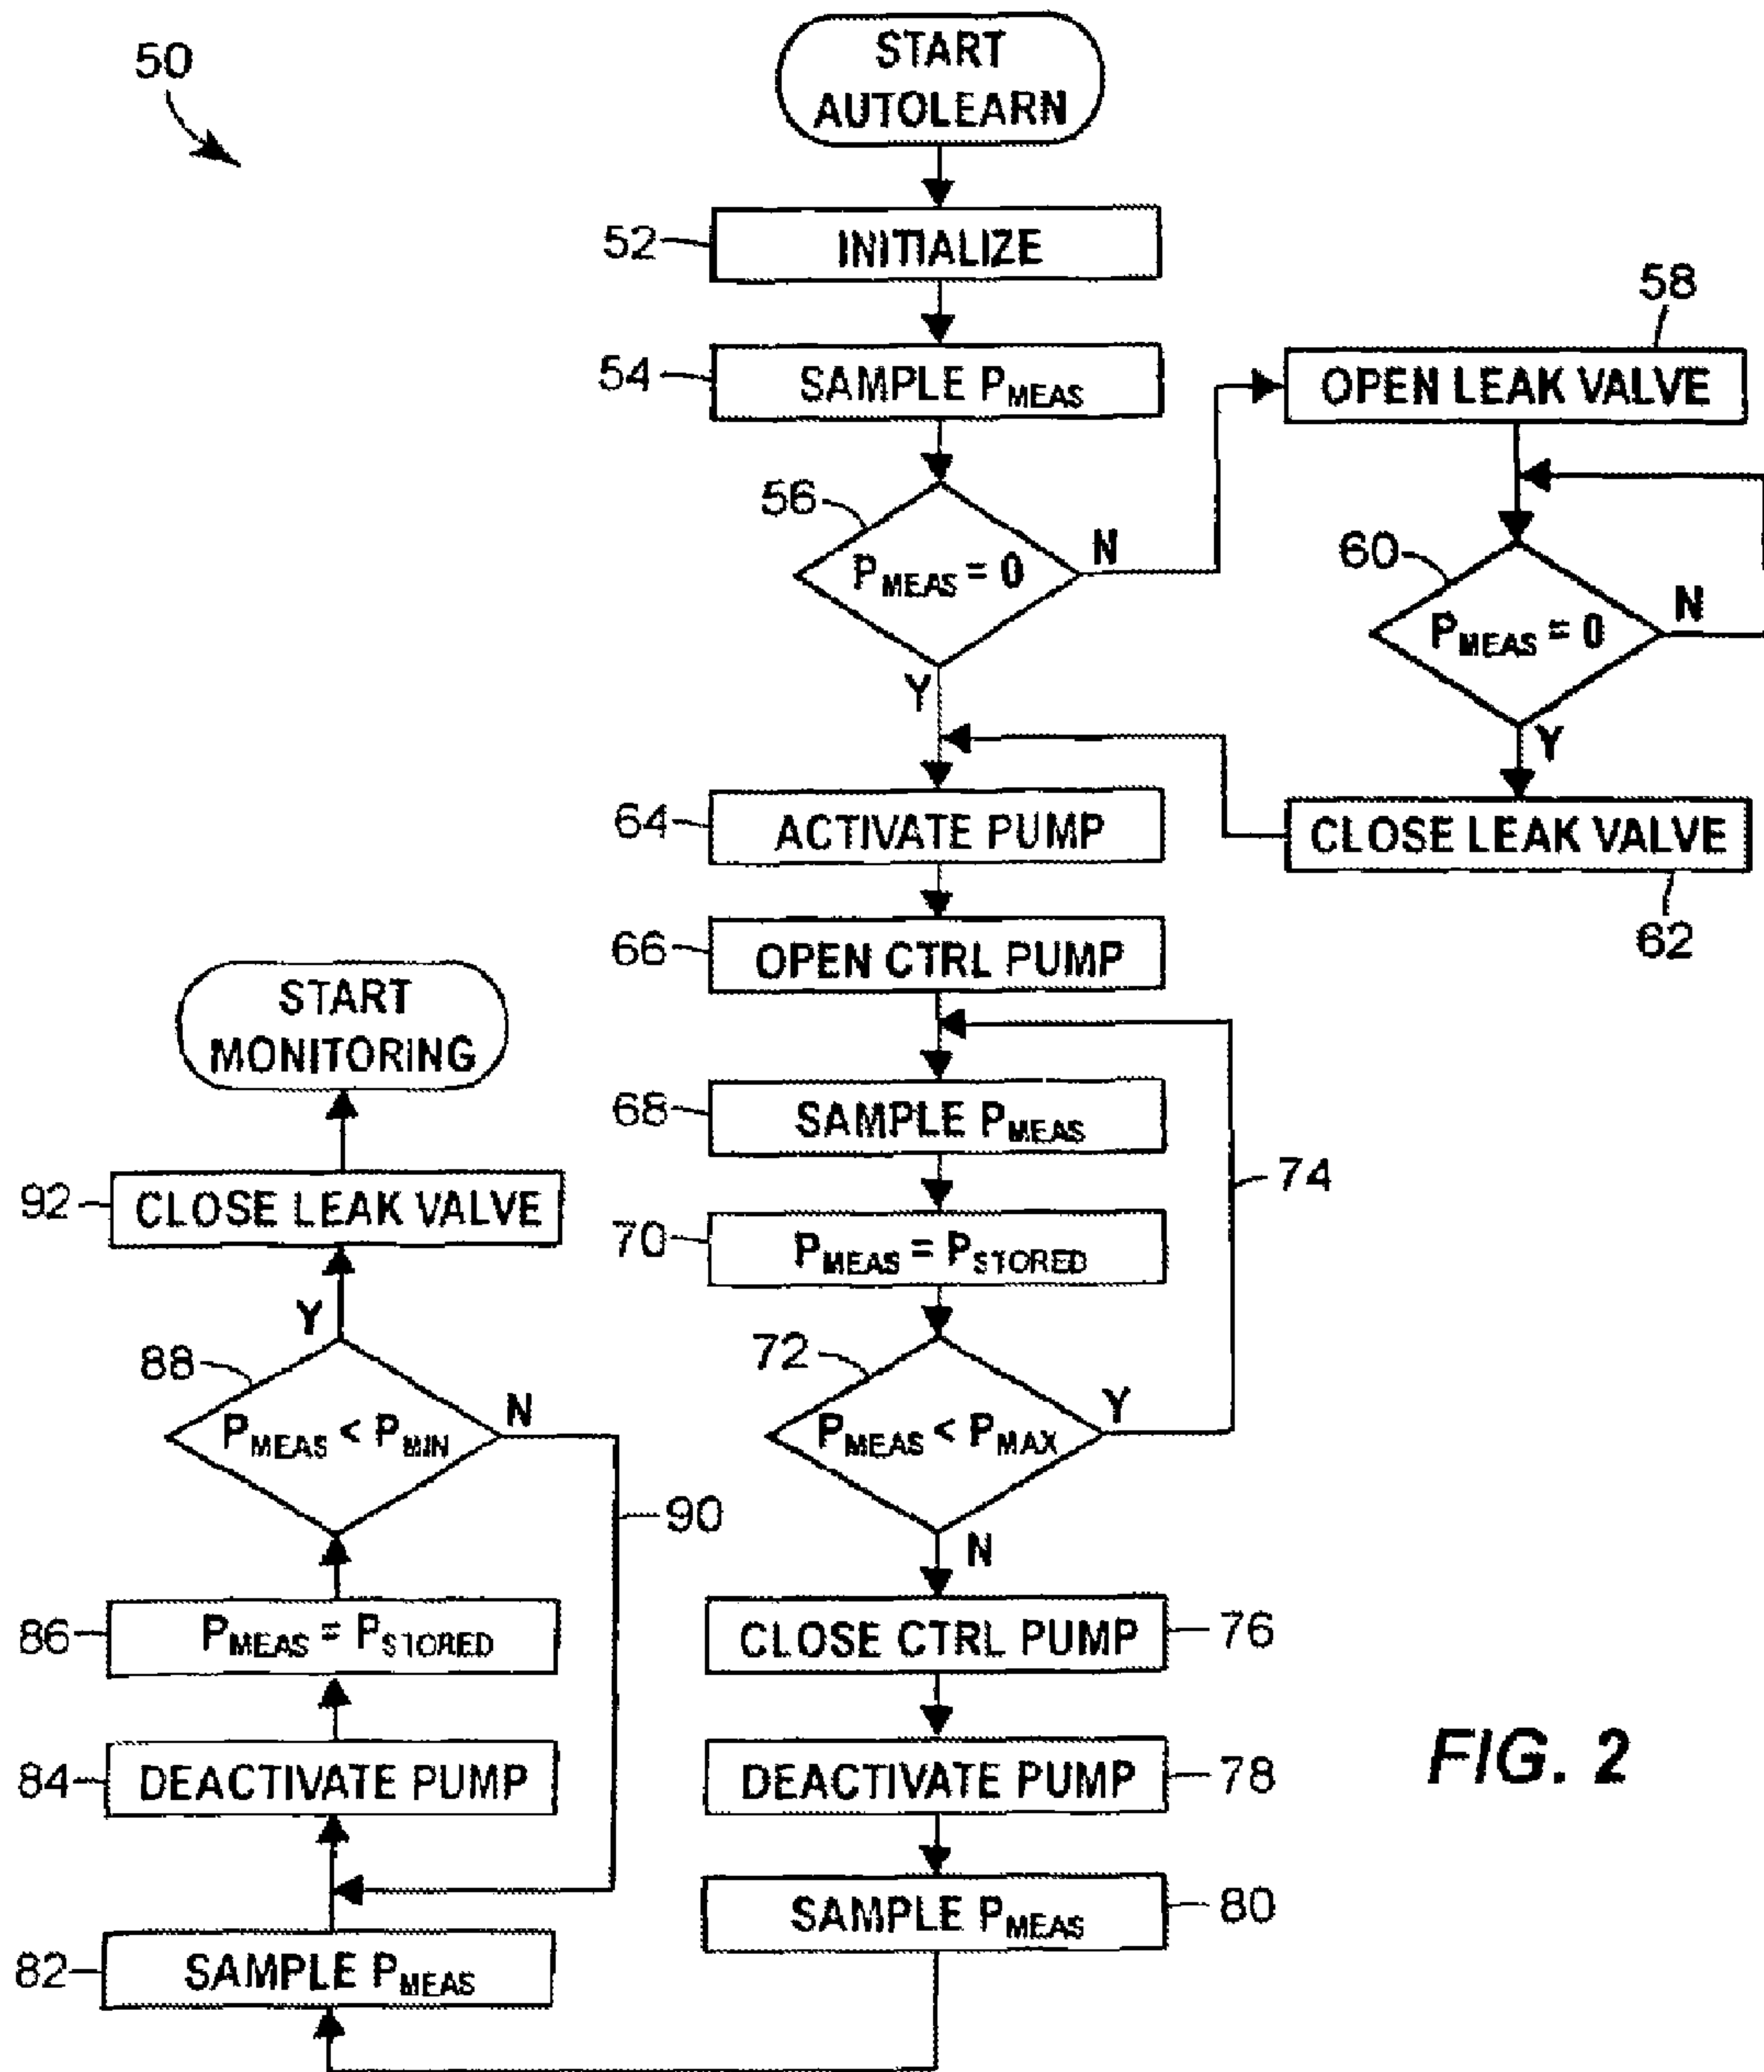 50
START
AUTOLEARN
52
INITIALIZE
54
SAMPLE PMEAS
56
PMEAS = 0
N
Y
58
OPEN LEAK VALVE
60
PMEAS = 0
N
Y
CLOSE LEAK VALVE
62
64
ACTIVATE PUMP
66
OPEN CTRL PUMP
68
SAMPLE PMEAS
70
PMEAS = PSTORED
72
PMEAS < PMAX
Y
74
N
CLOSE CTRL PUMP
76
DEACTIVATE PUMP
78
SAMPLE PMEAS
80
82
SAMPLE PMEAS
84
DEACTIVATE PUMP
86
PMEAS = PSTORED
88
PMEAS < PMIN
N
90
Y
92
CLOSE LEAK VALVE
START
MONITORING
FIG. 2